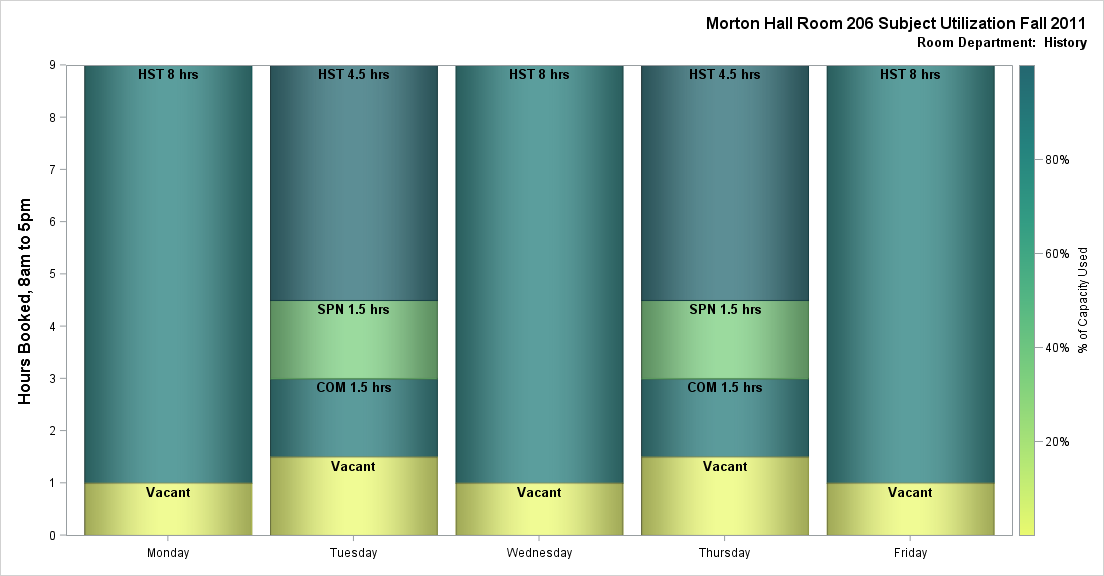 Morton Hall Room 206 Subject Utilization Fall 2011
Room Department:  History
Hours Booked, 8am to 5pm
9
8
7
6
5
4
3
2
1
0
HST 8 hrs
Vacant
HST 4.5 hrs
SPN 1.5 hrs
COM 1.5 hrs
Vacant
HST 8 hrs
Vacant
HST 4.5 hrs
SPN 1.5 hrs
COM 1.5 hrs
Vacant
HST 8 hrs
Vacant
Monday
Tuesday
Wednesday
Thursday
Friday
80%
60%
40%
20%
% of Capacity Used